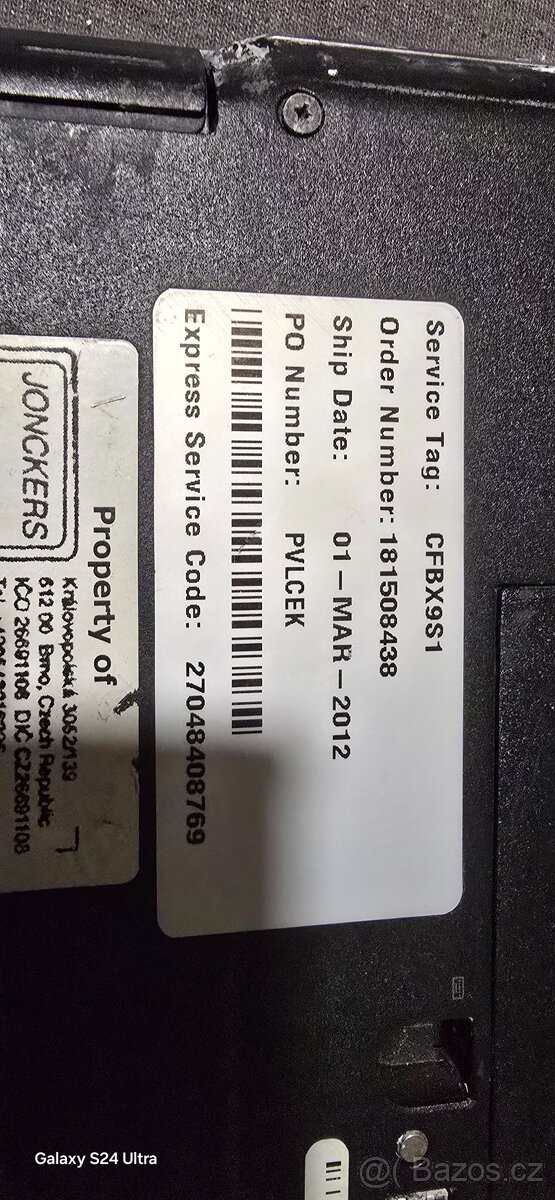 Service Tag: CFBX9S1
Order Number: 181508438
Ship Date: 01-MAR-2012
PO Number: PVLCEK
Express Service Code: 27048408769
Property of
JONCKERS
Královopolská 3052/139
612 00 Brno, Czech Republic
IČO 26691108 DIČ CZ26691108
Galaxy S24 Ultra
Bazos.cz